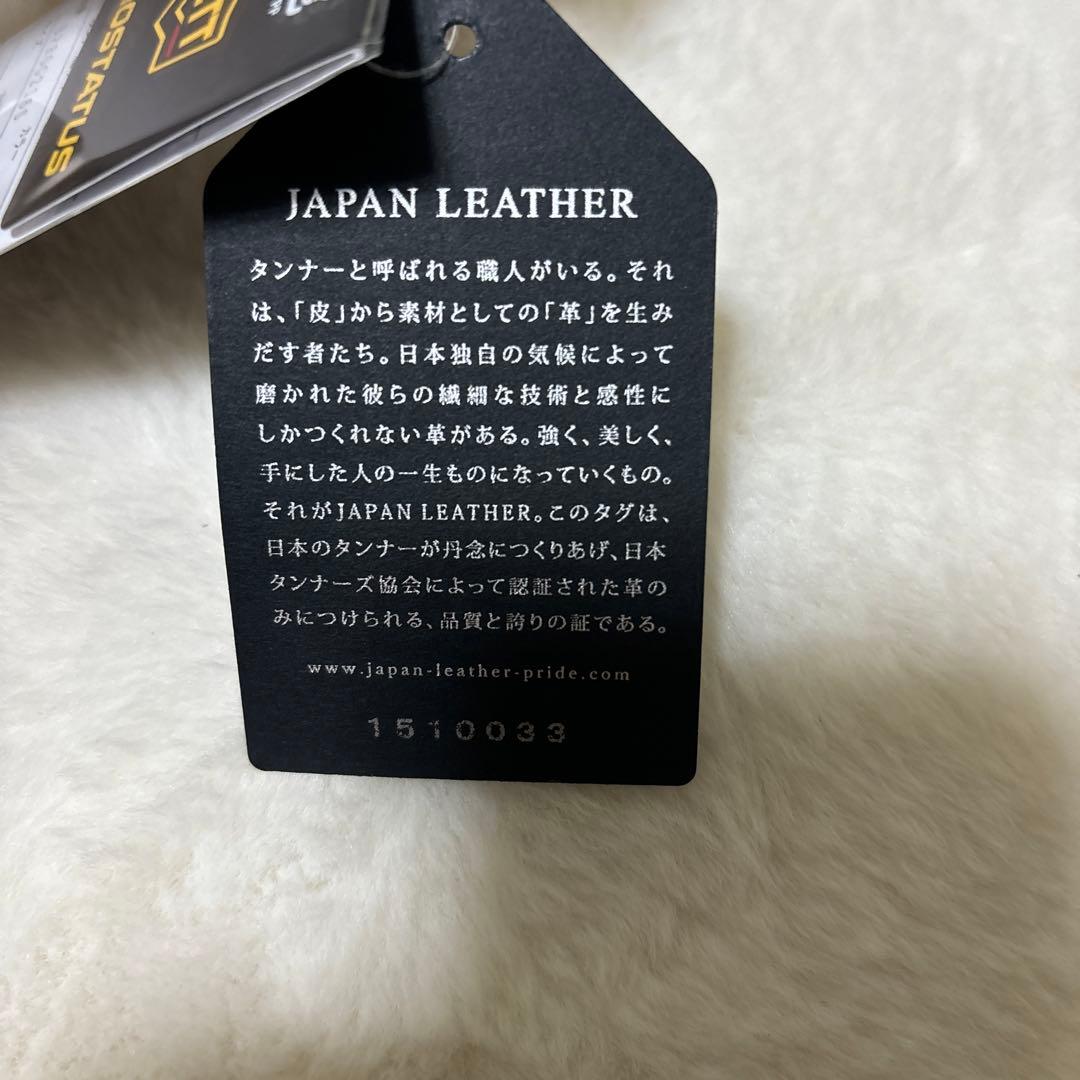 OSTATUS
JAPAN LEATHER
タンナーと呼ばれる職人がいる。それ
は、「皮」から素材としての「革」を生み
だす者たち。日本独自の気候によって
磨かれた彼らの繊細な技術と感性に
しかつくれない革がある。強く、美しく、
手にした人の一生ものになっていくもの。
それがJAPAN LEATHER。このタグは、
日本のタンナーが丹念につくりあげ、日本
タンナーズ協会によって認証された革の
みにつけられる、品質と誇りの証である。
www.japan-leather-pride.com
1510033